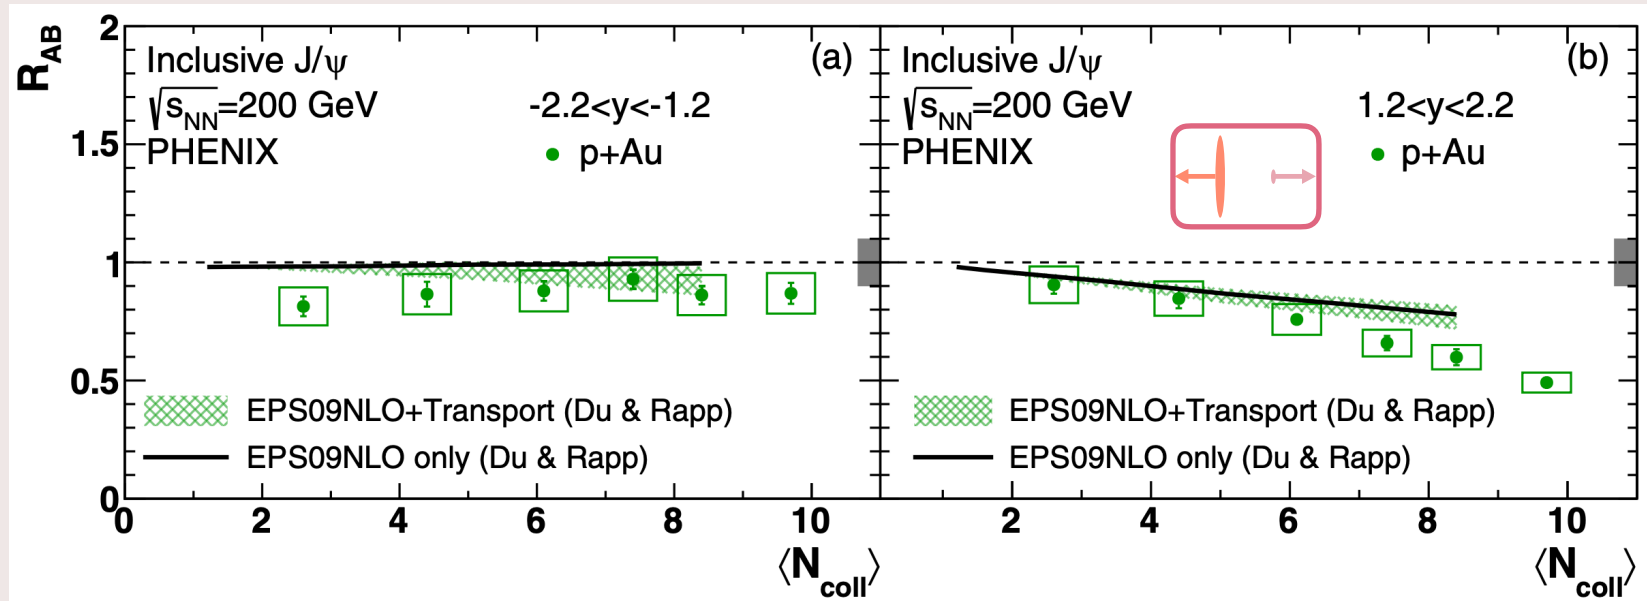 R_AB
2
1.5
1
0.5
0
Inclusive J/ψ (a)
√s_NN=200 GeV -2.2<y<-1.2
PHENIX p+Au
EPS09NLO+Transport (Du & Rapp)
EPS09NLO only (Du & Rapp)
0 2 4 6 8 10
⟨N_coll⟩
Inclusive J/ψ (b)
√s_NN=200 GeV 1.2<y<2.2
PHENIX p+Au
EPS09NLO+Transport (Du & Rapp)
EPS09NLO only (Du & Rapp)
2 4 6 8 10
⟨N_coll⟩